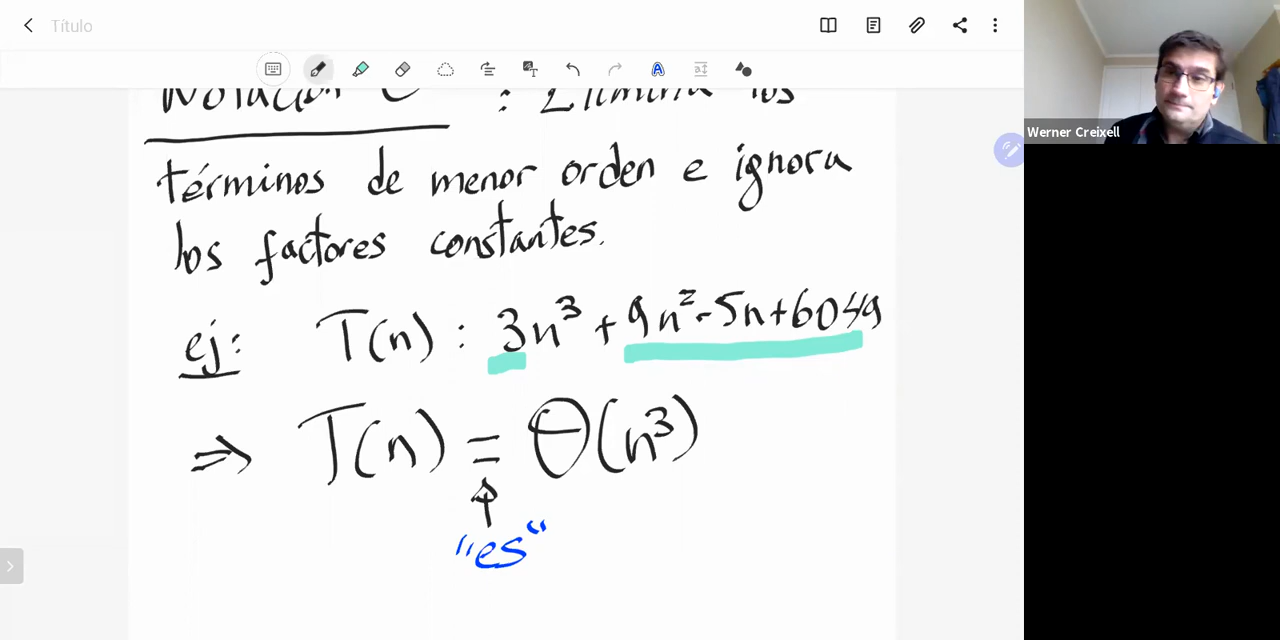 Título
Werner Creixell
Notación Θ : Elimina los
términos de menor orden e ignora
los factores constantes.
ej: T(n) : 3n³ + 9n² - 5n + 6049
⇒ T(n) = Θ(n³)
↑
"es"